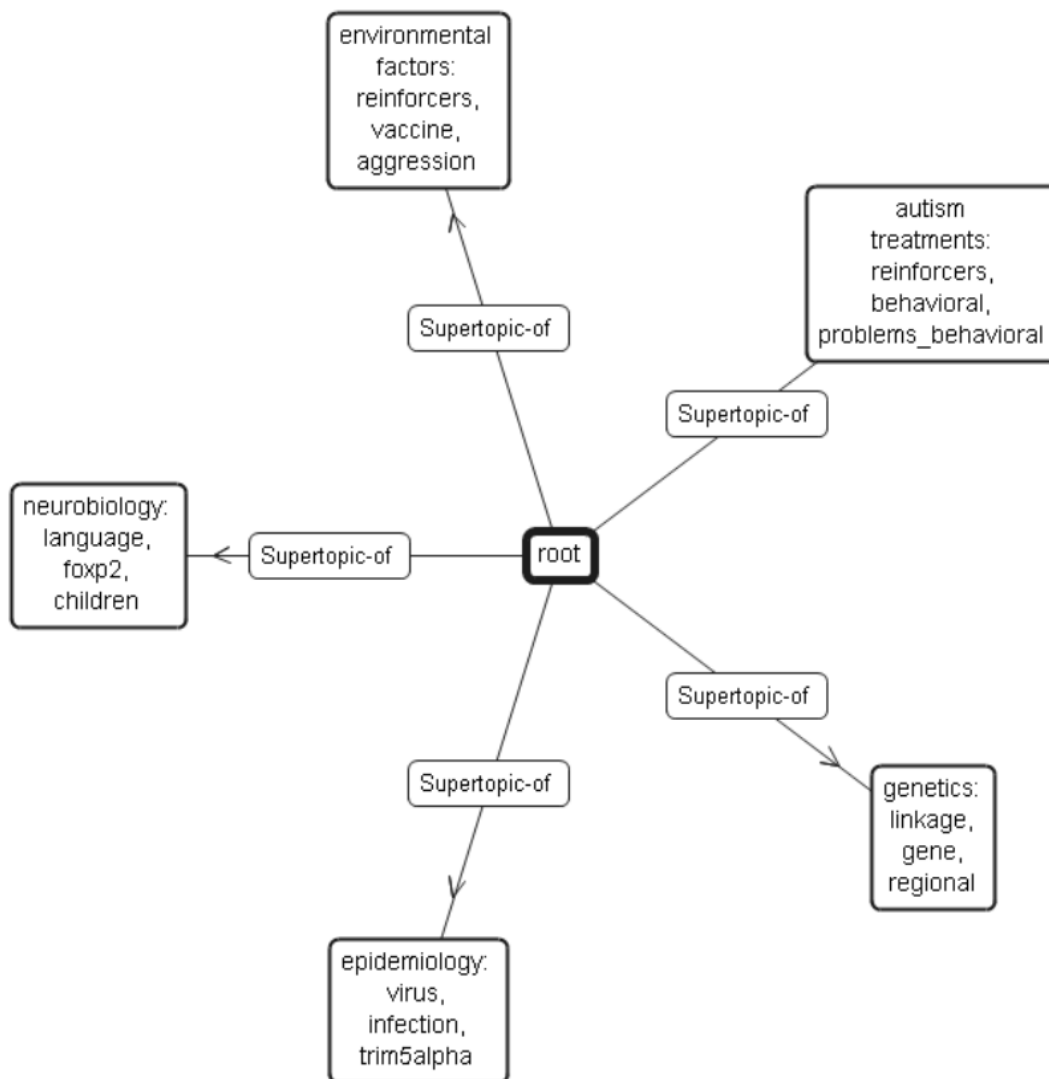 environmental
factors:
reinforcers,
vaccine,
aggression
autism
treatments:
reinforcers,
behavioral,
problems_behavioral
Supertopic-of
Supertopic-of
neurobiology:
language,
foxp2,
children
Supertopic-of
root
Supertopic-of
Supertopic-of
genetics:
linkage,
gene,
regional
epidemiology:
virus,
infection,
trim5alpha